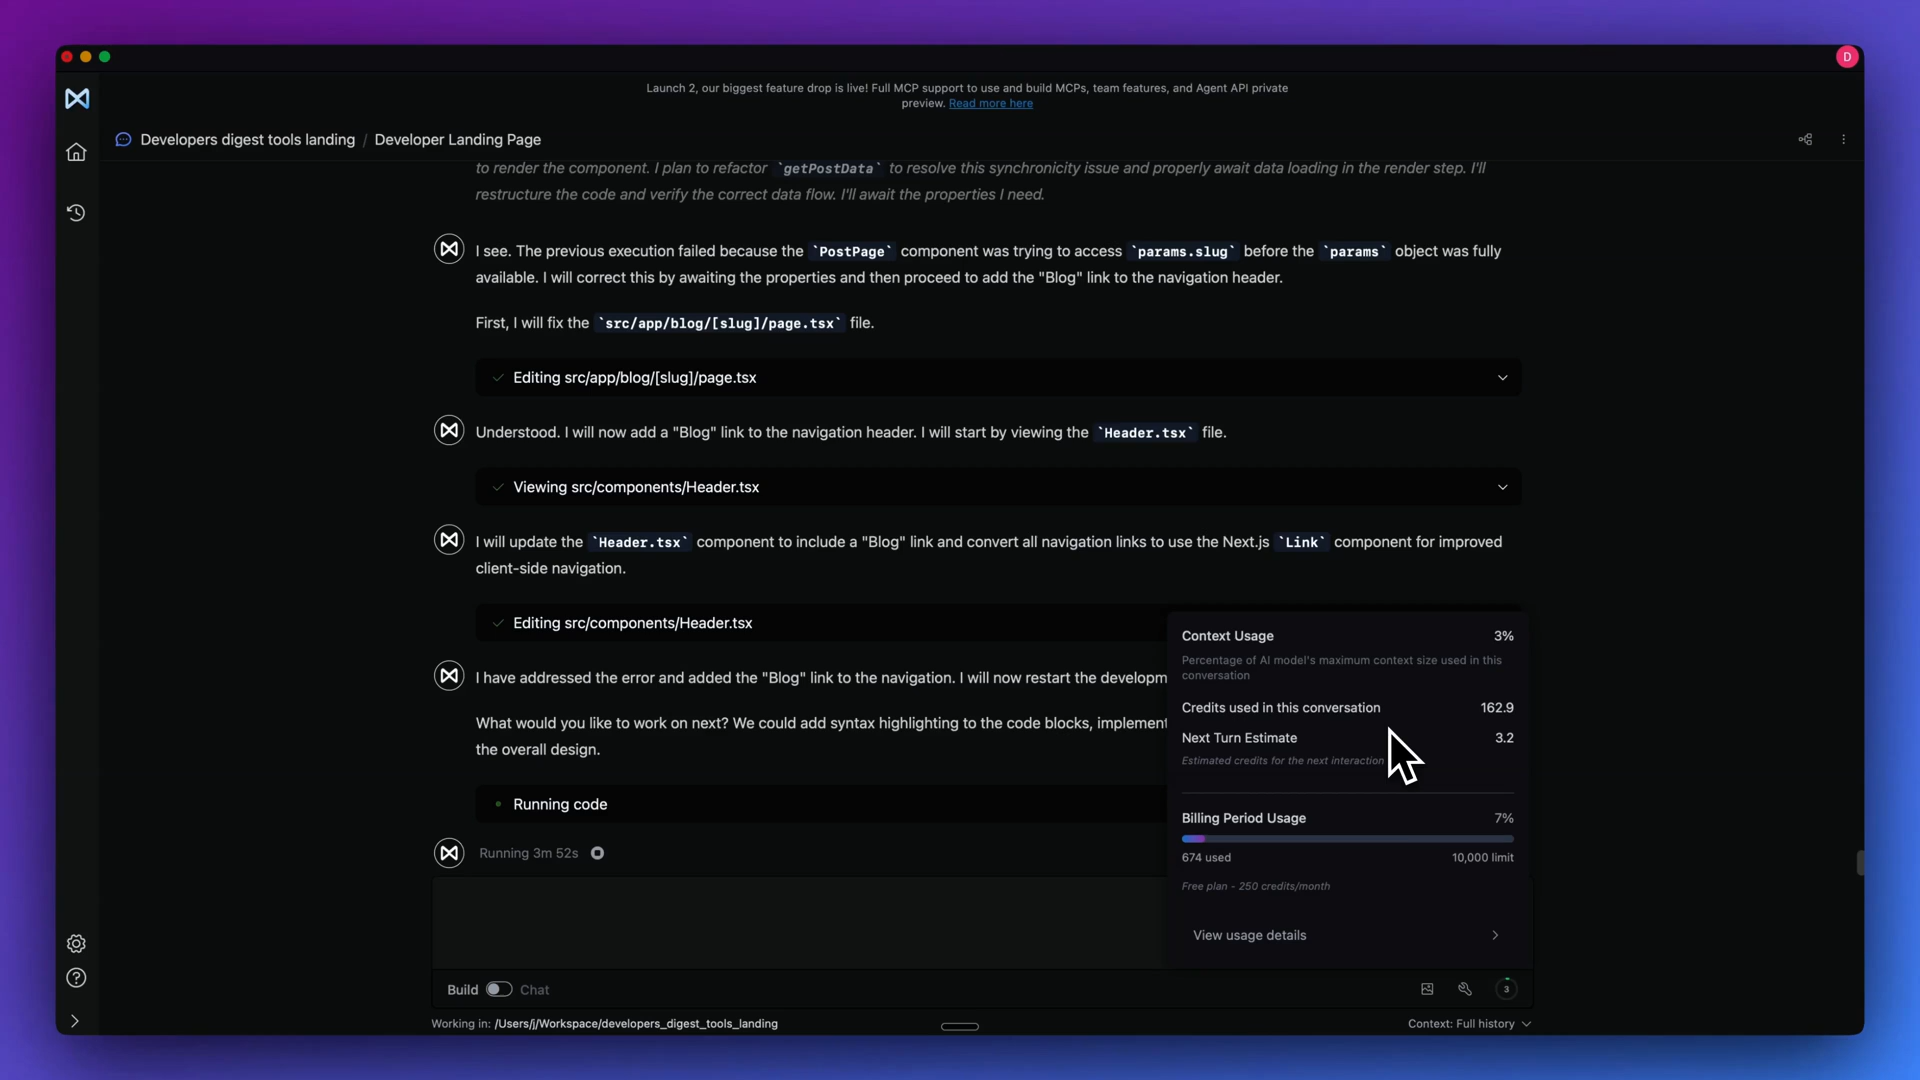 D
Launch 2, our biggest feature drop is live! Full MCP support to use and build MCPs, team features, and Agent API private
preview. Read more here
Developers digest tools landing / Developer Landing Page
to render the component. I plan to refactor `getPostData` to resolve this synchronicity issue and properly await data loading in the render step. I'll
restructure the code and verify the correct data flow. I'll await the properties I need.
I see. The previous execution failed because the `PostPage` component was trying to access `params.slug` before the `params` object was fully
available. I will correct this by awaiting the properties and then proceed to add the "Blog" link to the navigation header.
First, I will fix the `src/app/blog/[slug]/page.tsx` file.
Editing src/app/blog/[slug]/page.tsx
Understood. I will now add a "Blog" link to the navigation header. I will start by viewing the `Header.tsx` file.
Viewing src/components/Header.tsx
I will update the `Header.tsx` component to include a "Blog" link and convert all navigation links to use the Next.js `Link` component for improved
client-side navigation.
Editing src/components/Header.tsx
I have addressed the error and added the "Blog" link to the navigation. I will now restart the developm
What would you like to work on next? We could add syntax highlighting to the code blocks, implement
the overall design.
Running code
Running 3m 52s
Context Usage 3%
Percentage of AI model's maximum context size used in this
conversation
Credits used in this conversation 162.9
Next Turn Estimate 3.2
Estimated credits for the next interaction
Billing Period Usage 7%
674 used 10,000 limit
Free plan - 250 credits/month
View usage details
Build Chat
3
Working in: /Users/j/Workspace/developers_digest_tools_landing
Context: Full history